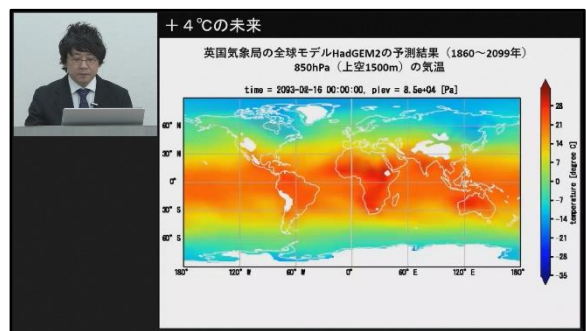 +4℃の未来
英国気象局の全球モデルHadGEM2の予測結果（1860～2099年）
850hPa（上空1500m）の気温
time = 2093-08-16 00:00:00, plev = 8.5e+04 [Pa]
60° N
30° N
0°
30° S
60° S
180° 120° W 60° W 0° 60° E 120° E 180°
28
21
14
7
0
-7
-14
-21
-28
-35
temperature [degree C]